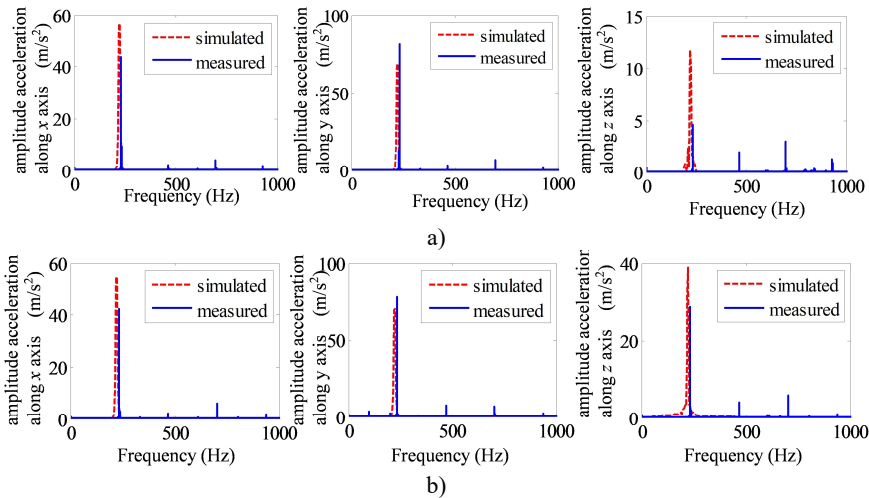 amplitude acceleration
along x axis (m/s²)
60
40
20
0
0
500
1000
Frequency (Hz)
simulated
measured
amplitude acceleration
along y axis (m/s²)
100
50
0
0
500
1000
Frequency (Hz)
simulated
measured
amplitude acceleration
along z axis (m/s²)
15
10
5
0
0
500
1000
Frequency (Hz)
simulated
measured
a)
amplitude acceleration
along x axis (m/s²)
60
40
20
0
0
500
1000
Frequency (Hz)
simulated
measured
amplitude acceleration
along y axis (m/s²)
100
50
0
0
500
1000
Frequency (Hz)
simulated
measured
amplitude acceleration
along z axis (m/s²)
40
30
20
10
0
0
500
1000
Frequency (Hz)
simulated
measured
b)